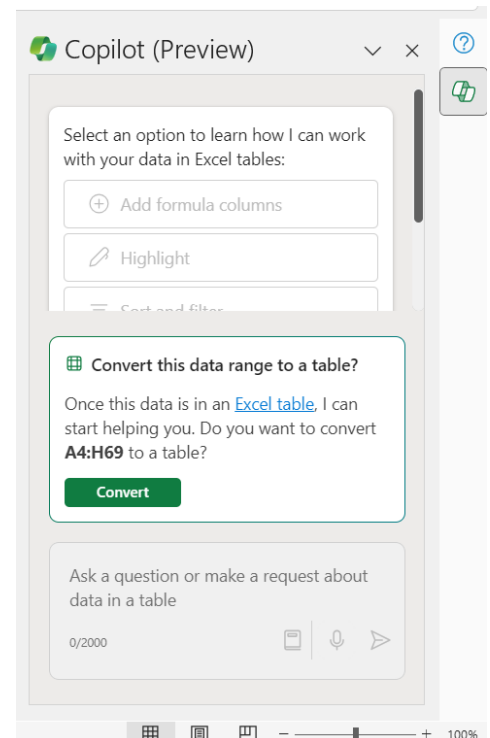 Copilot (Preview)
Select an option to learn how I can work
with your data in Excel tables:
Add formula columns
Highlight
Sort and filter
Convert this data range to a table?
Once this data is in an Excel table, I can
start helping you. Do you want to convert
A4:H69 to a table?
Convert
Ask a question or make a request about
data in a table
0/2000
100%